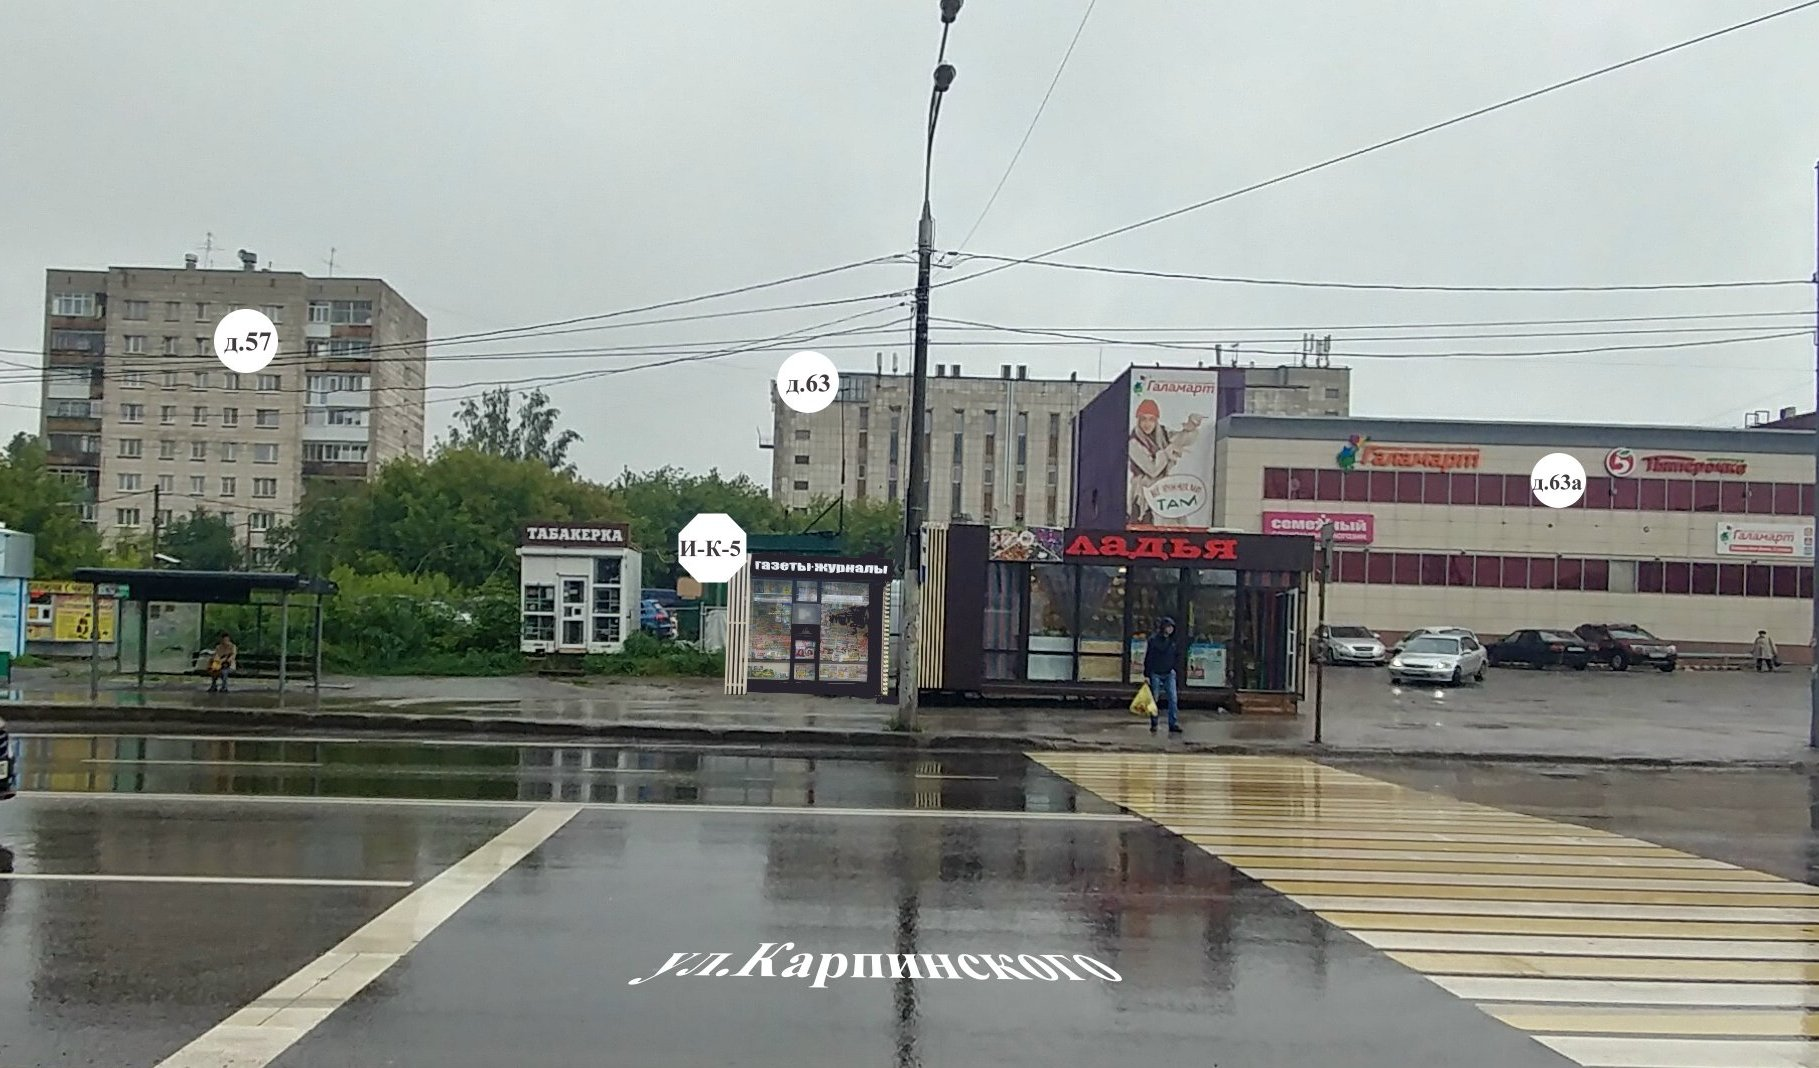 д.57
д.63
Галамарт
ТАМ
Галамарт
Пятёрочка
д.63а
семейный
Галамарт
ТАБАКЕРКА
И-К-5
газеты·журналы
ладья
ул.Карпинского